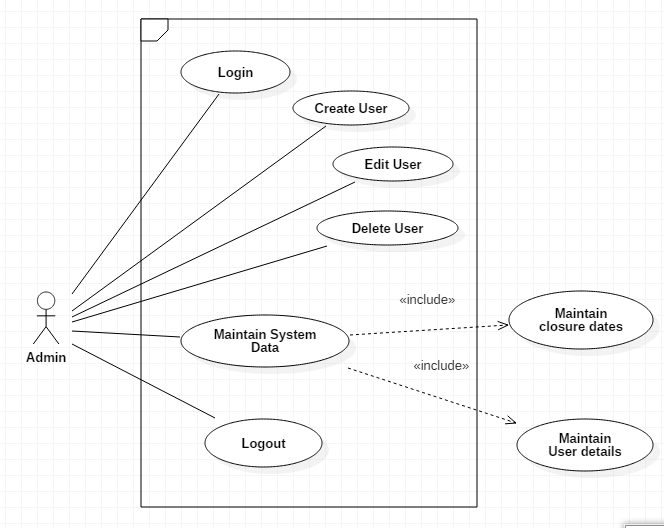 Login
Create User
Edit User
Delete User
Admin
Maintain System
Data
«include»
Maintain
closure dates
«include»
Logout
Maintain
User details